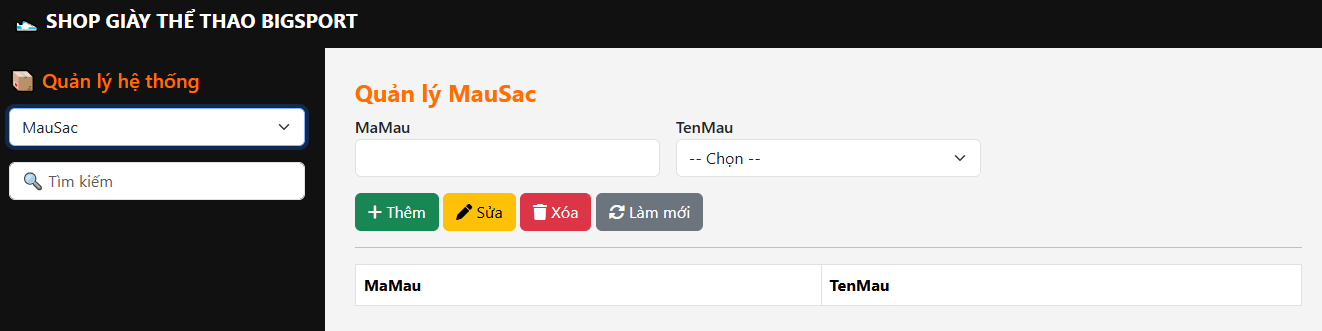 SHOP GIÀY THỂ THAO BIGSPORT
Quản lý hệ thống
MauSac
Tìm kiếm
Quản lý MauSac
MaMau TenMau
-- Chọn --
Thêm Sửa Xóa Làm mới
MaMau TenMau